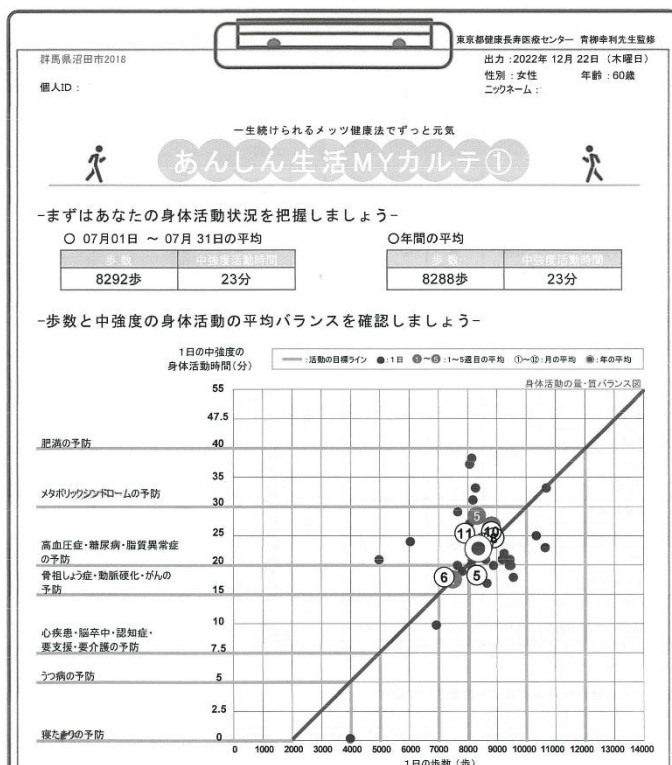 東京都健康長寿医療センター 青柳幸利先生監修
群馬県沼田市2018
出力:2022年 12月 22日 (木曜日)
性別:女性 年齢:60歳
個人ID:
ニックネーム:
一生続けられるメッツ健康法でずっと元気
あんしん生活MYカルテ①
-まずはあなたの身体活動状況を把握しましょう-
○ 07月01日 ~ 07月 31日の平均 ○年間の平均
歩 数 中強度活動時間 歩 数 中強度活動時間
8292歩 23分 8288歩 23分
-歩数と中強度の身体活動の平均バランスを確認しましょう-
1日の中強度の
身体活動時間(分)
:活動の目標ライン :1日 ①~⑤:1~5週目の平均 ①~⑫:月の平均 :年の平均
身体活動の量・質バランス図
55
47.5
肥満の予防 40
35
メタボリックシンドロームの予防 30
25
高血圧症・糖尿病・脂質異常症
の予防 20
骨粗しょう症・動脈硬化・がんの
予防 15
10
心疾患・脳卒中・認知症・
要支援・要介護の予防 7.5
うつ病の予防 5
2.5
寝たきりの予防 0
5
11 10 8
6 5
0 1000 2000 3000 4000 5000 6000 7000 8000 9000 10000 11000 12000 13000 14000
1日の歩数(歩)